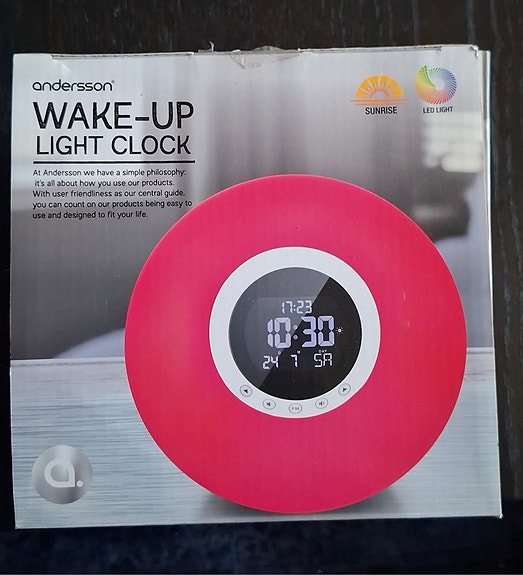 andersson®
WAKE-UP
LIGHT CLOCK
At Andersson we have a simple philosophy:
it's all about how you use our products.
With user friendliness as our central guide,
you can count on our products being easy to
use and designed to fit your life.
SUNRISE
LED LIGHT
17:23
10:30
DAY
24 7 SA
FM
a.